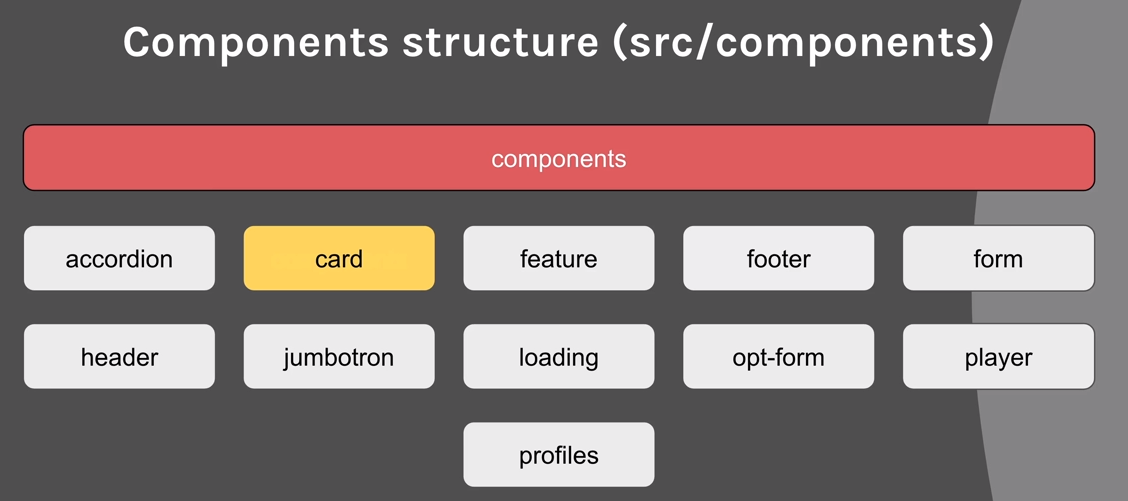 Components structure (src/components)
components
accordion
card
feature
footer
form
header
jumbotron
loading
opt-form
player
profiles